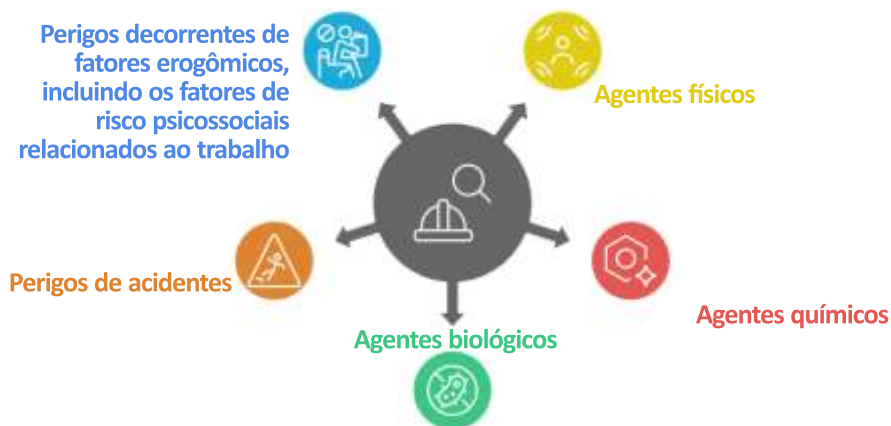 Perigos decorrentes de
fatores erogômicos,
incluindo os fatores de
risco psicossociais
relacionados ao trabalho
Agentes físicos
Perigos de acidentes
Agentes químicos
Agentes biológicos